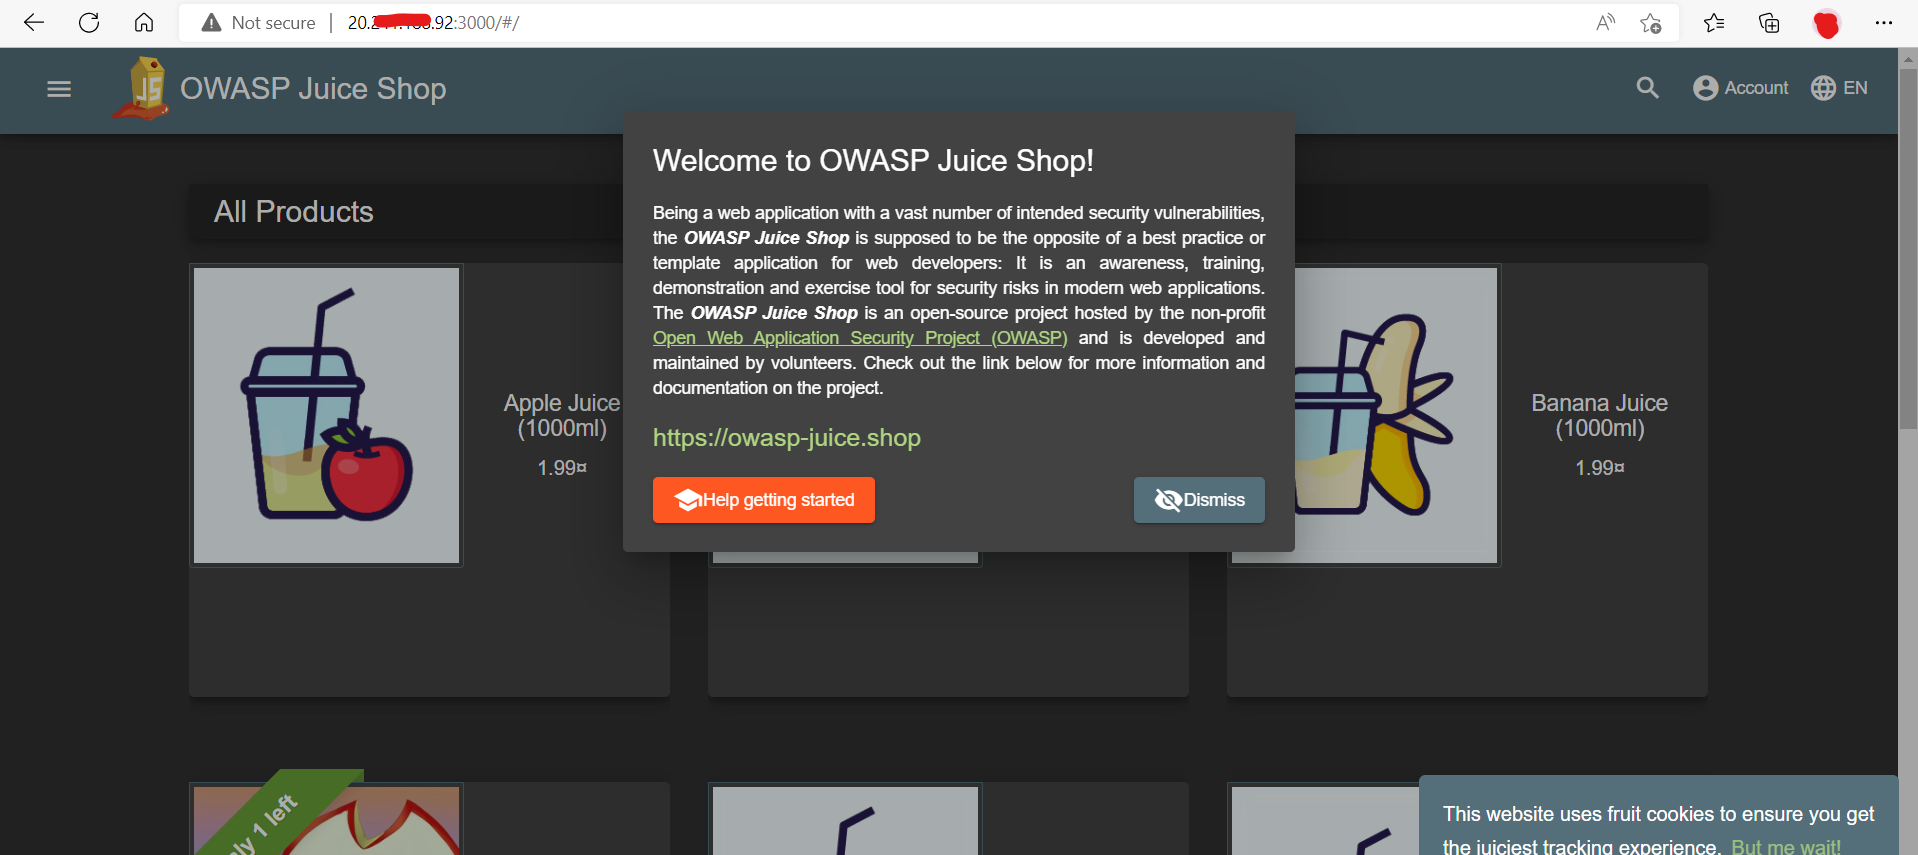 Not secure
.92:3000/#/
OWASP Juice Shop
Account
EN
All Products
Welcome to OWASP Juice Shop!
Being a web application with a vast number of intended security vulnerabilities,
the OWASP Juice Shop is supposed to be the opposite of a best practice or
template application for web developers: It is an awareness, training,
demonstration and exercise tool for security risks in modern web applications.
The OWASP Juice Shop is an open-source project hosted by the non-profit
Open Web Application Security Project (OWASP) and is developed and
maintained by volunteers. Check out the link below for more information and
documentation on the project.
https://owasp-juice.shop
Help getting started
Dismiss
Apple Juice
(1000ml)
1.99¤
Banana Juice
(1000ml)
1.99¤
1 left
This website uses fruit cookies to ensure you get
the juiciest tracking experience. But me wait!